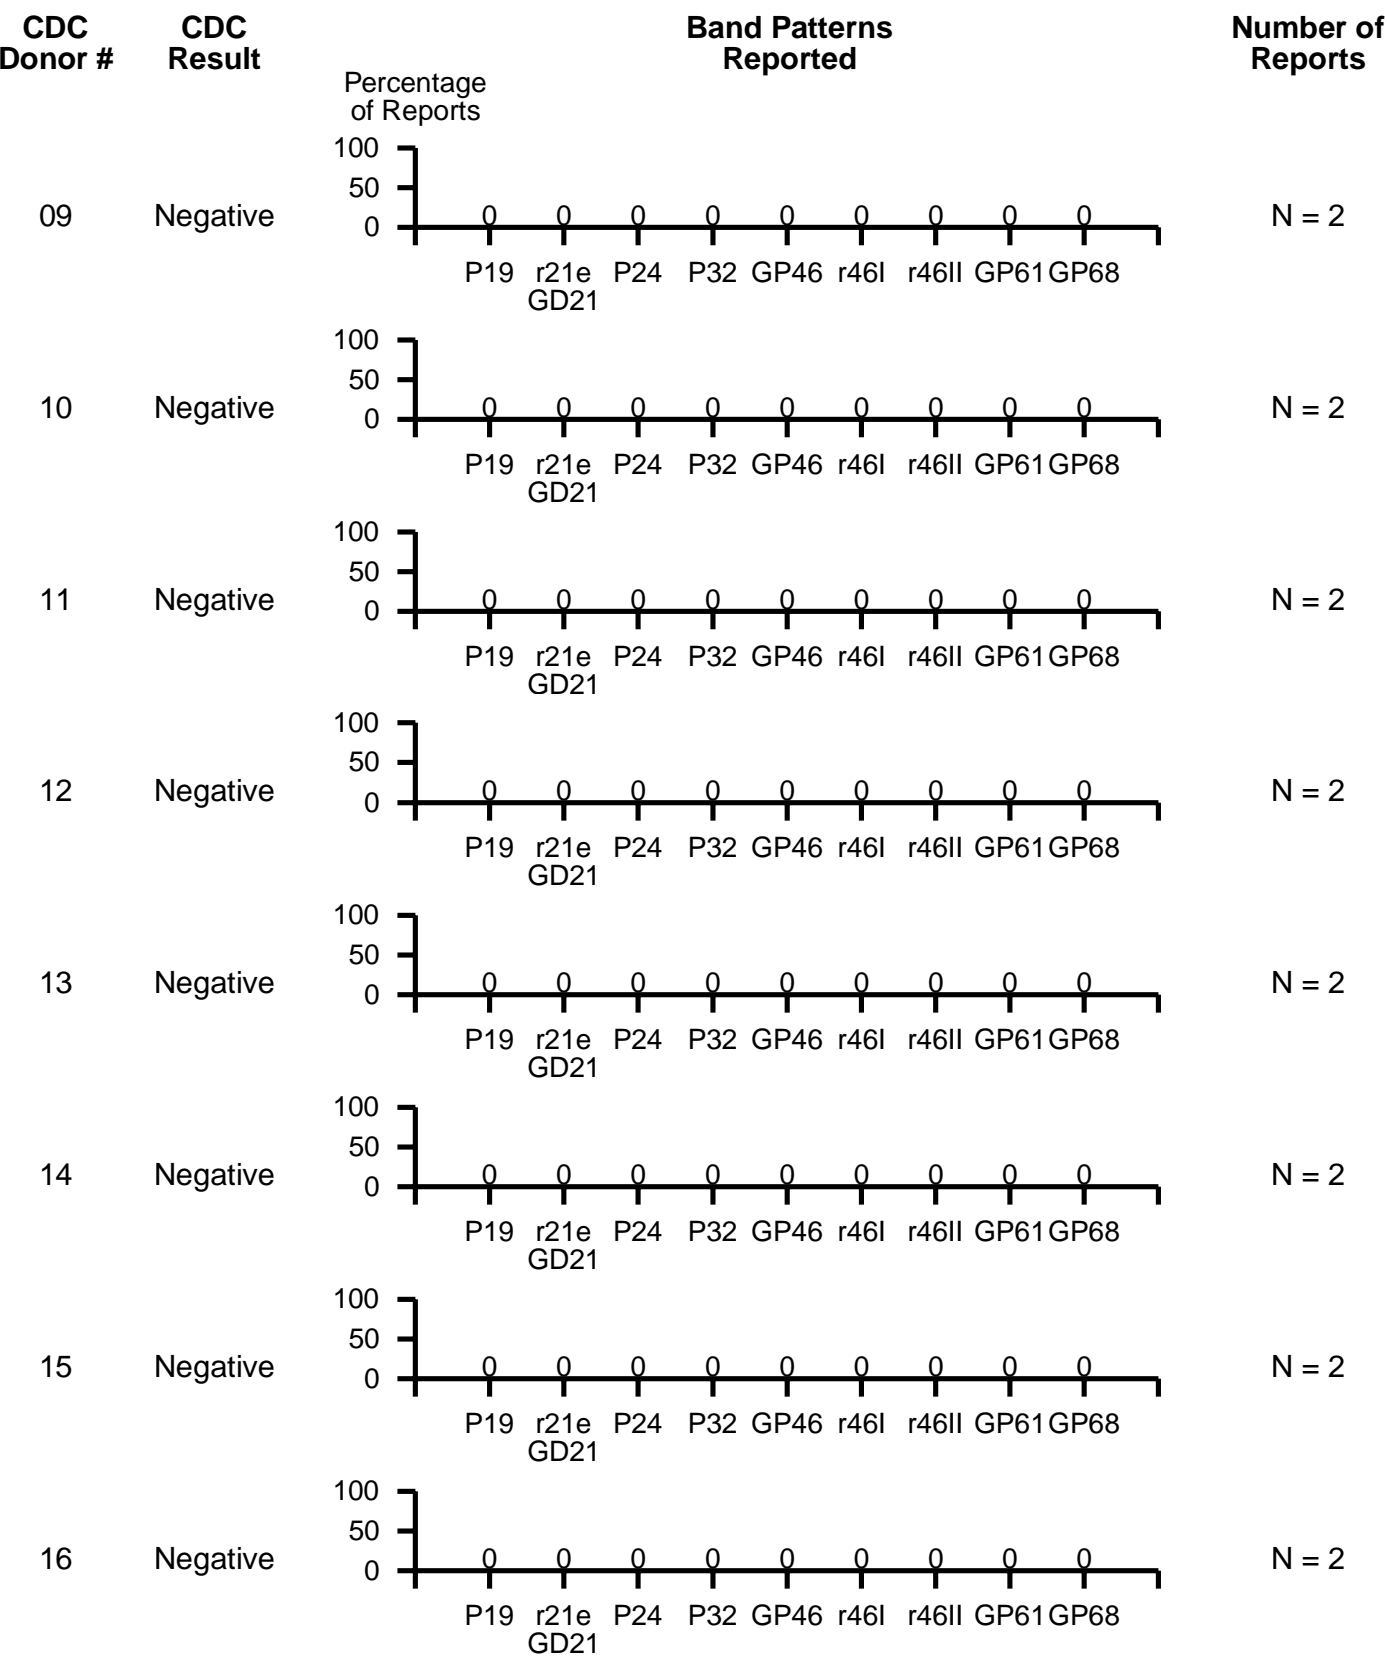 CDC Donor #
CDC Result
Band Patterns Reported
Number of Reports
Percentage of Reports
100
50
09 Negative 0 0 0 0 0 0 0 0 0 0 N = 2
P19 r21e P24 P32 GP46 r46I r46II GP61 GP68
GD21
100
50
10 Negative 0 0 0 0 0 0 0 0 0 0 N = 2
P19 r21e P24 P32 GP46 r46I r46II GP61 GP68
GD21
100
50
11 Negative 0 0 0 0 0 0 0 0 0 0 N = 2
P19 r21e P24 P32 GP46 r46I r46II GP61 GP68
GD21
100
50
12 Negative 0 0 0 0 0 0 0 0 0 0 N = 2
P19 r21e P24 P32 GP46 r46I r46II GP61 GP68
GD21
100
50
13 Negative 0 0 0 0 0 0 0 0 0 0 N = 2
P19 r21e P24 P32 GP46 r46I r46II GP61 GP68
GD21
100
50
14 Negative 0 0 0 0 0 0 0 0 0 0 N = 2
P19 r21e P24 P32 GP46 r46I r46II GP61 GP68
GD21
100
50
15 Negative 0 0 0 0 0 0 0 0 0 0 N = 2
P19 r21e P24 P32 GP46 r46I r46II GP61 GP68
GD21
100
50
16 Negative 0 0 0 0 0 0 0 0 0 0 N = 2
P19 r21e P24 P32 GP46 r46I r46II GP61 GP68
GD21